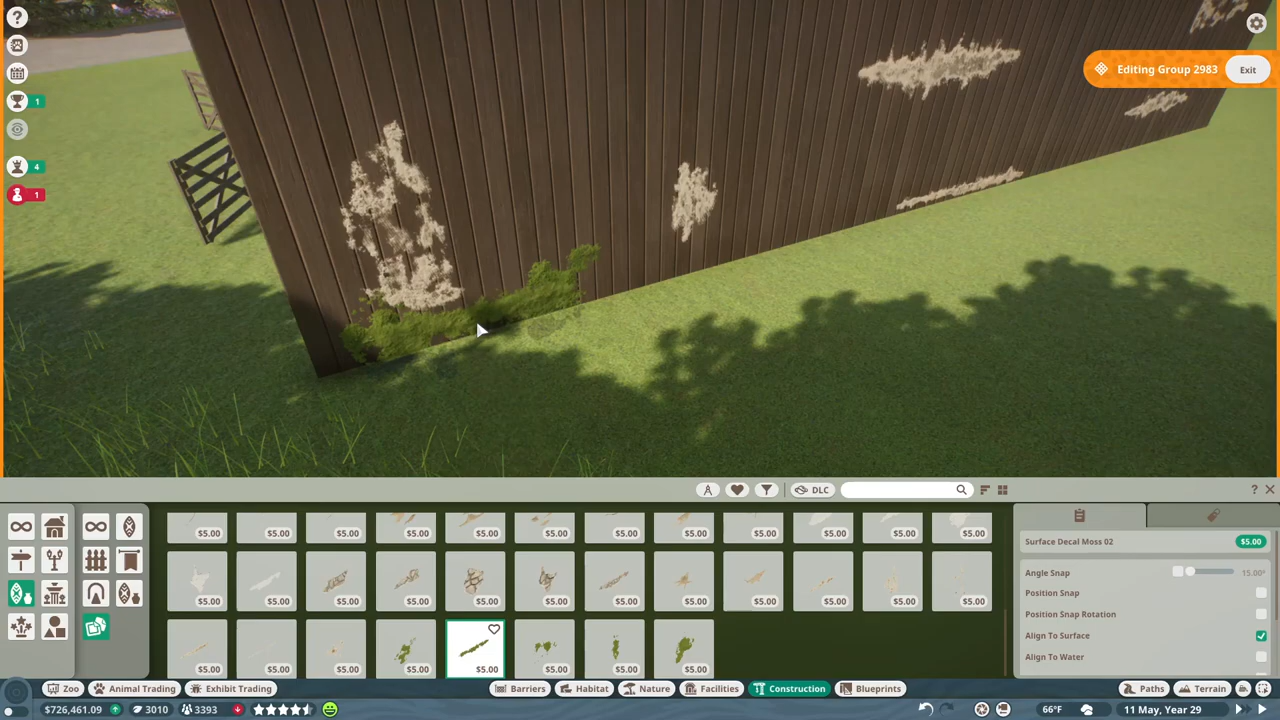 ?
Editing Group 2983
Exit
1
4
1
DLC
?
$5.00 $5.00 $5.00 $5.00 $5.00 $5.00 $5.00 $5.00 $5.00 $5.00 $5.00 $5.00
$5.00 $5.00 $5.00 $5.00 $5.00 $5.00 $5.00 $5.00 $5.00 $5.00 $5.00 $5.00
$5.00 $5.00 $5.00 $5.00 $5.00 $5.00 $5.00 $5.00
Surface Decal Moss 02 $5.00
Angle Snap 15.00°
Position Snap
Position Snap Rotation
Align To Surface
Align To Water
Zoo Animal Trading Exhibit Trading Barriers Habitat Nature Facilities Construction Blueprints Paths Terrain
$726,461.09 3010 3393 66°F 11 May, Year 29